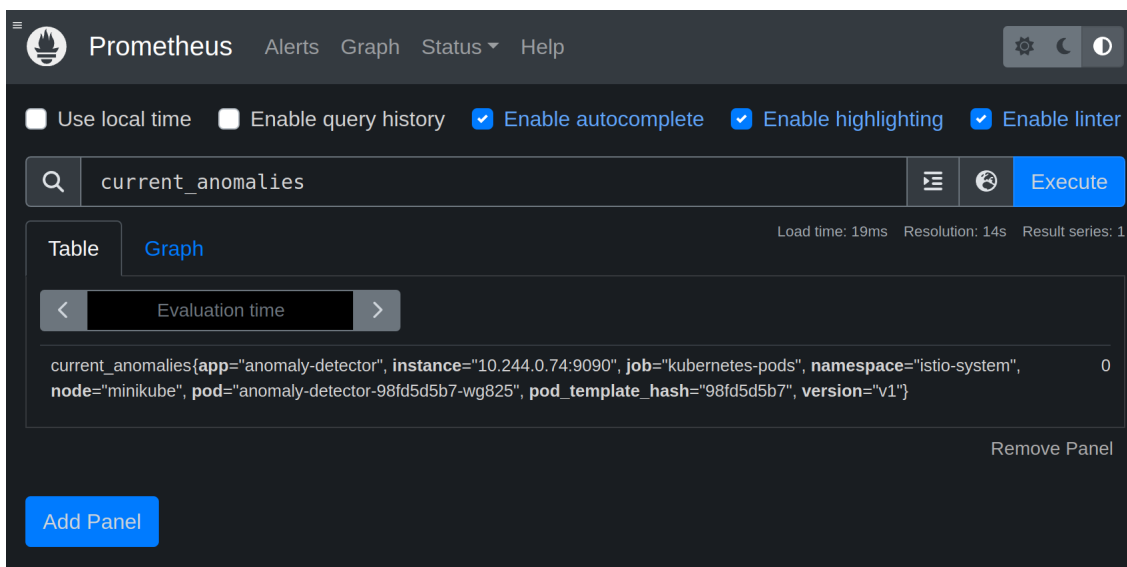 Prometheus Alerts Graph Status Help
Use local time Enable query history Enable autocomplete Enable highlighting Enable linter
current_anomalies Execute
Table Graph Load time: 19ms Resolution: 14s Result series: 1
Evaluation time
current_anomalies{app="anomaly-detector", instance="10.244.0.74:9090", job="kubernetes-pods", namespace="istio-system", 0
node="minikube", pod="anomaly-detector-98fd5d5b7-wg825", pod_template_hash="98fd5d5b7", version="v1"}
Remove Panel
Add Panel